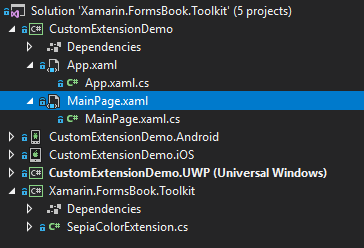 Solution 'Xamarin.FormsBook.Toolkit' (5 projects)
C# CustomExtensionDemo
Dependencies
App.xaml
C# App.xaml.cs
MainPage.xaml
C# MainPage.xaml.cs
CustomExtensionDemo.Android
CustomExtensionDemo.iOS
C# CustomExtensionDemo.UWP (Universal Windows)
C# Xamarin.FormsBook.Toolkit
Dependencies
C# SepiaColorExtension.cs